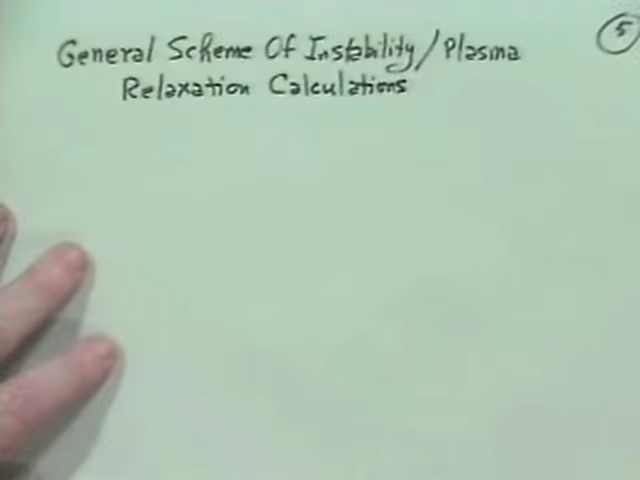 General Scheme Of Instability/Plasma
Relaxation Calculations
5